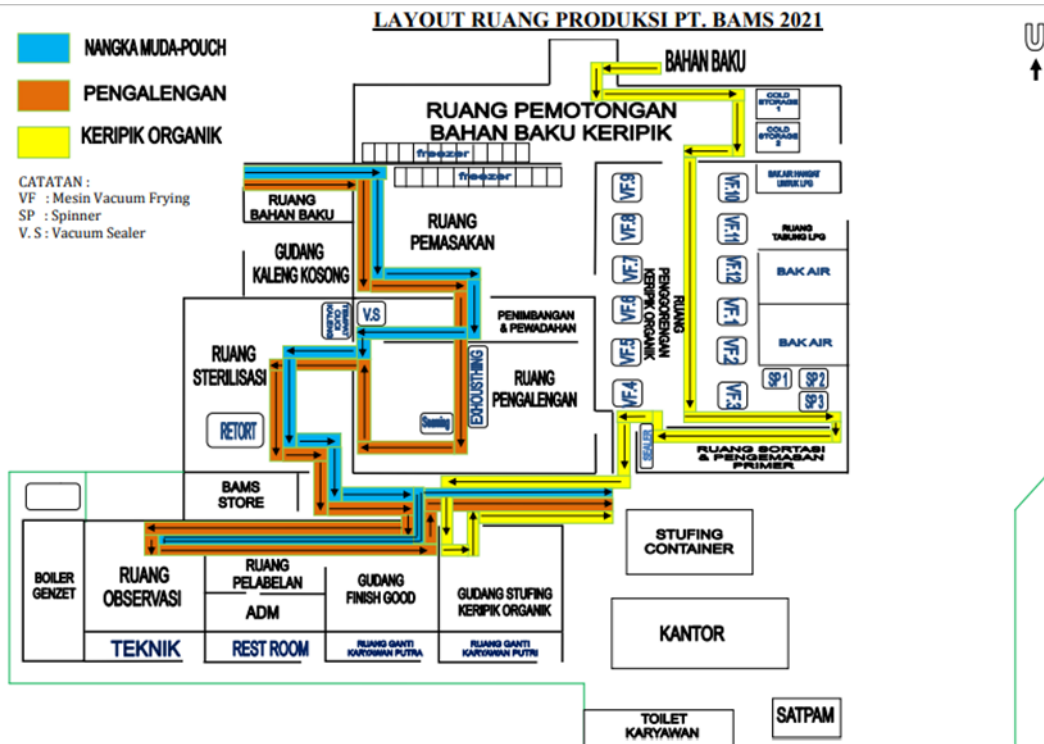 LAYOUT RUANG PRODUKSI PT. BAMS 2021
U
NANGKA MUDA-POUCH
PENGALENGAN
KERIPIK ORGANIK
CATATAN :
VF : Mesin Vacuum Frying
SP : Spinner
V. S : Vacuum Sealer
BAHAN BAKU
RUANG PEMOTONGAN
BAHAN BAKU KERIPIK
COLD
STORAGE
1
COLD
STORAGE
2
freezer
freezer
RUANG
BAHAN BAKU
RUANG
PEMASAKAN
BAK AIR HANGAT
UNTUK LPG
GUDANG
KALENG KOSONG
RUANG
TABUNG LPG
VF.9
VF.8
VF.7
VF.6
VF.5
VF.4
RUANG
PENGGORENGAN
KERIPIK ORGANIK
VF.10
VF.11
VF.12
VF.1
VF.2
VF.3
BAK AIR
BAK AIR
SP 1
SP 2
SP 3
TEMPAT
CUCI
KALENG
V.S
PENIMBANGAN
& PEWADAHAN
RUANG
STERILISASI
EXHOUSTHING
RUANG
PENGALENGAN
RETORT
Seaming
SEALER
RUANG SORTASI
& PENGEMASAN
PRIMER
BAMS
STORE
STUFING
CONTAINER
BOILER
GENZET
RUANG
OBSERVASI
RUANG
PELABELAN
ADM
GUDANG
FINISH GOOD
GUDANG STUFING
KERIPIK ORGANIK
TEKNIK
REST ROOM
RUANG GANTI
KARYAWAN PUTRA
RUANG GANTI
KARYAWAN PUTRI
KANTOR
TOILET
KARYAWAN
SATPAM